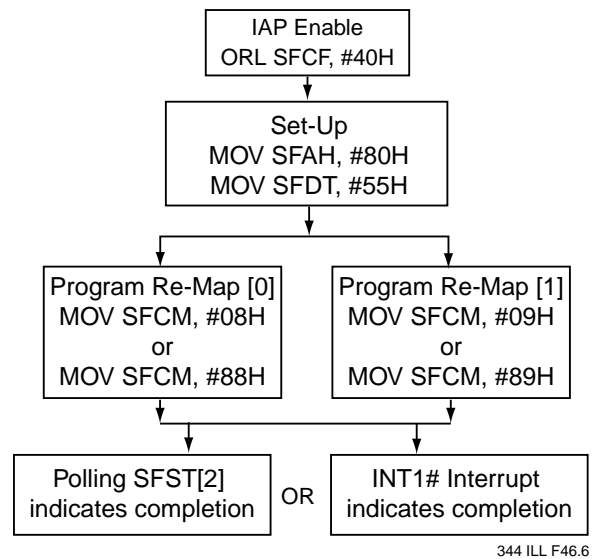 IAP Enable
ORL SFCF, #40H
Set-Up
MOV SFAH, #80H
MOV SFDT, #55H
Program Re-Map [0]
MOV SFCM, #08H
or
MOV SFCM, #88H
Program Re-Map [1]
MOV SFCM, #09H
or
MOV SFCM, #89H
Polling SFST[2]
indicates completion
OR
INT1# Interrupt
indicates completion
344 ILL F46.6